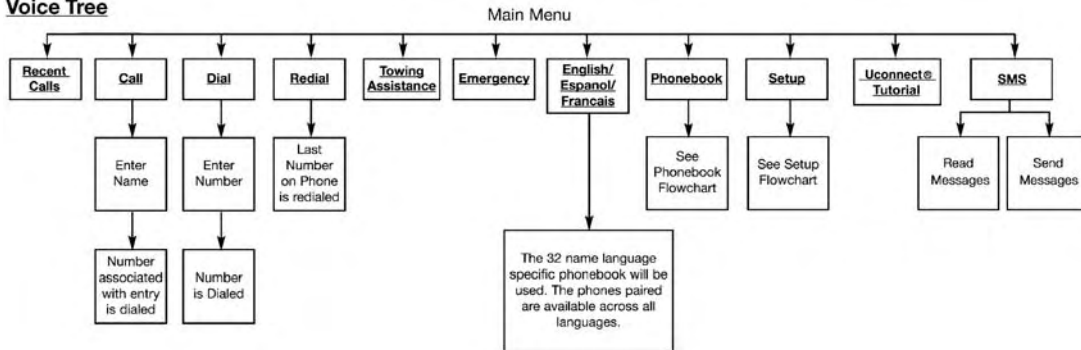 Voice Tree
Main Menu
Recent
Calls
Call
Dial
Redial
Towing
Assistance
Emergency
English/
Espanol/
Francais
Phonebook
Setup
Uconnect®
Tutorial
SMS
Enter
Name
Enter
Number
Last
Number
on Phone
is redialed
See
Phonebook
Flowchart
See Setup
Flowchart
Read
Messages
Send
Messages
Number
associated
with entry
is dialed
Number
is Dialed
The 32 name language
specific phonebook will be
used. The phones paired
are available across all
languages.